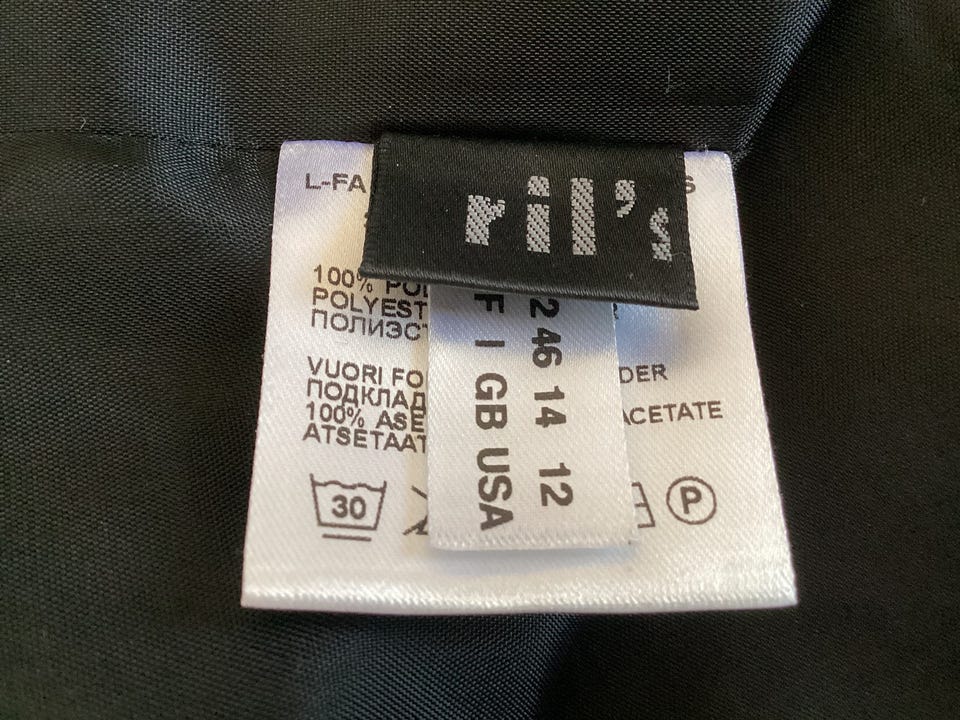 ril's
L-FA
S
100%
POLYEST
ПОЛИЭС
VUORI FO
DER
ПОДКЛАД
100% ASE
ACETATE
ATSETAAT
30
P
F I GB USA
2 46 14 12